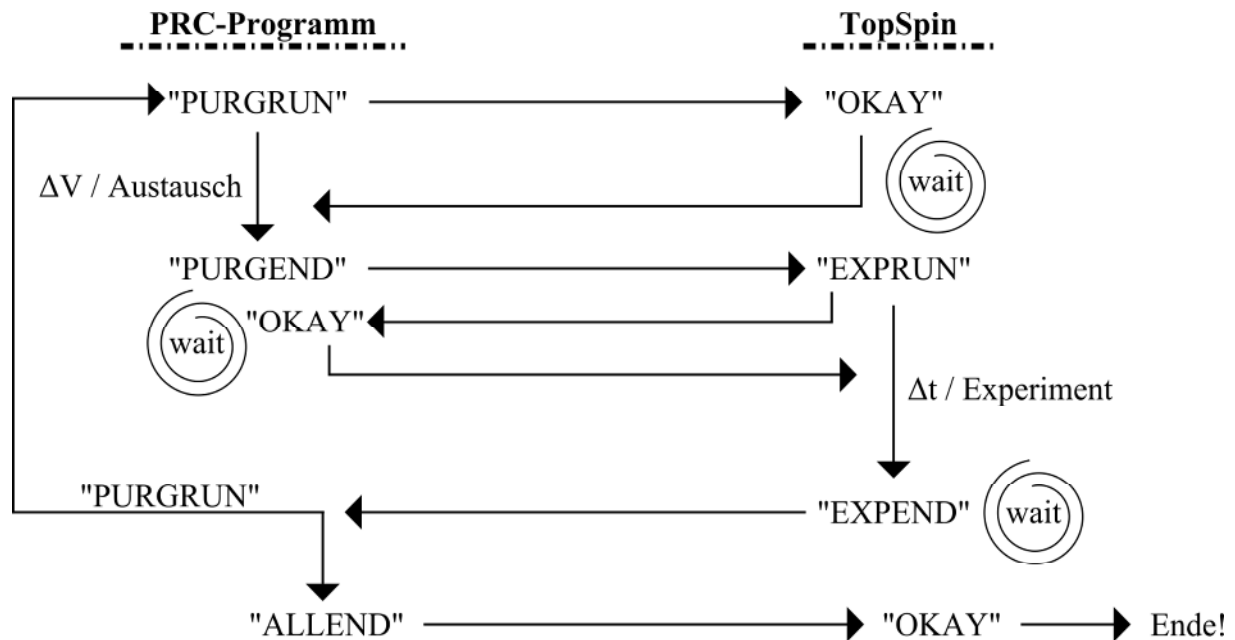 PRC-Programm TopSpin
"PURGRUN" "OKAY"
ΔV / Austausch wait
"PURGEND" "EXPRUN"
wait "OKAY"
Δt / Experiment
"PURGRUN" "EXPEND" wait
"ALLEND" "OKAY" Ende!